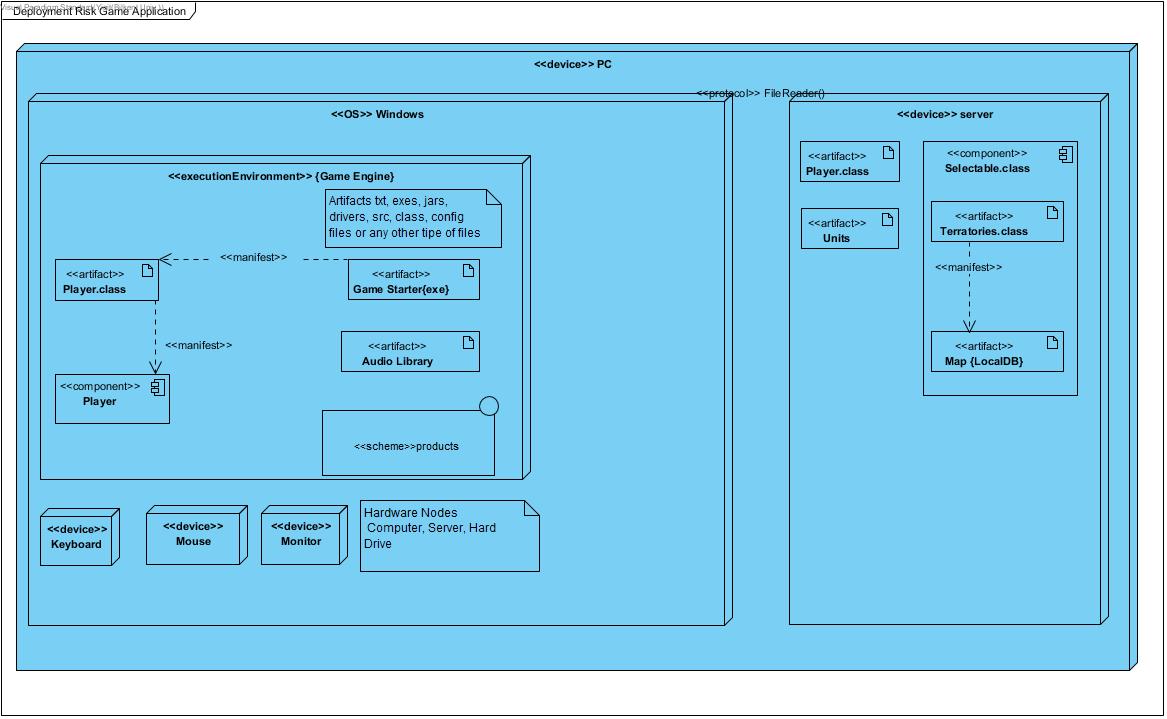 Deployment Risk Game Application
<<device>> PC
<<protocol>> FileReader()
<<OS>> Windows
<<device>> server
<<executionEnvironment>> {Game Engine}
Artifacts txt, exes, jars,
drivers, src, class, config
files or any other tipe of files
<<manifest>>
<<artifact>>
Player.class
<<artifact>>
Game Starter{exe}
<<manifest>>
<<artifact>>
Audio Library
<<component>>
Player
<<scheme>>products
<<device>>
Keyboard
<<device>>
Mouse
<<device>>
Monitor
Hardware Nodes
Computer, Server, Hard
Drive
<<artifact>>
Player.class
<<component>>
Selectable.class
<<artifact>>
Units
<<artifact>>
Terratories.class
<<manifest>>
<<artifact>>
Map {LocalDB}